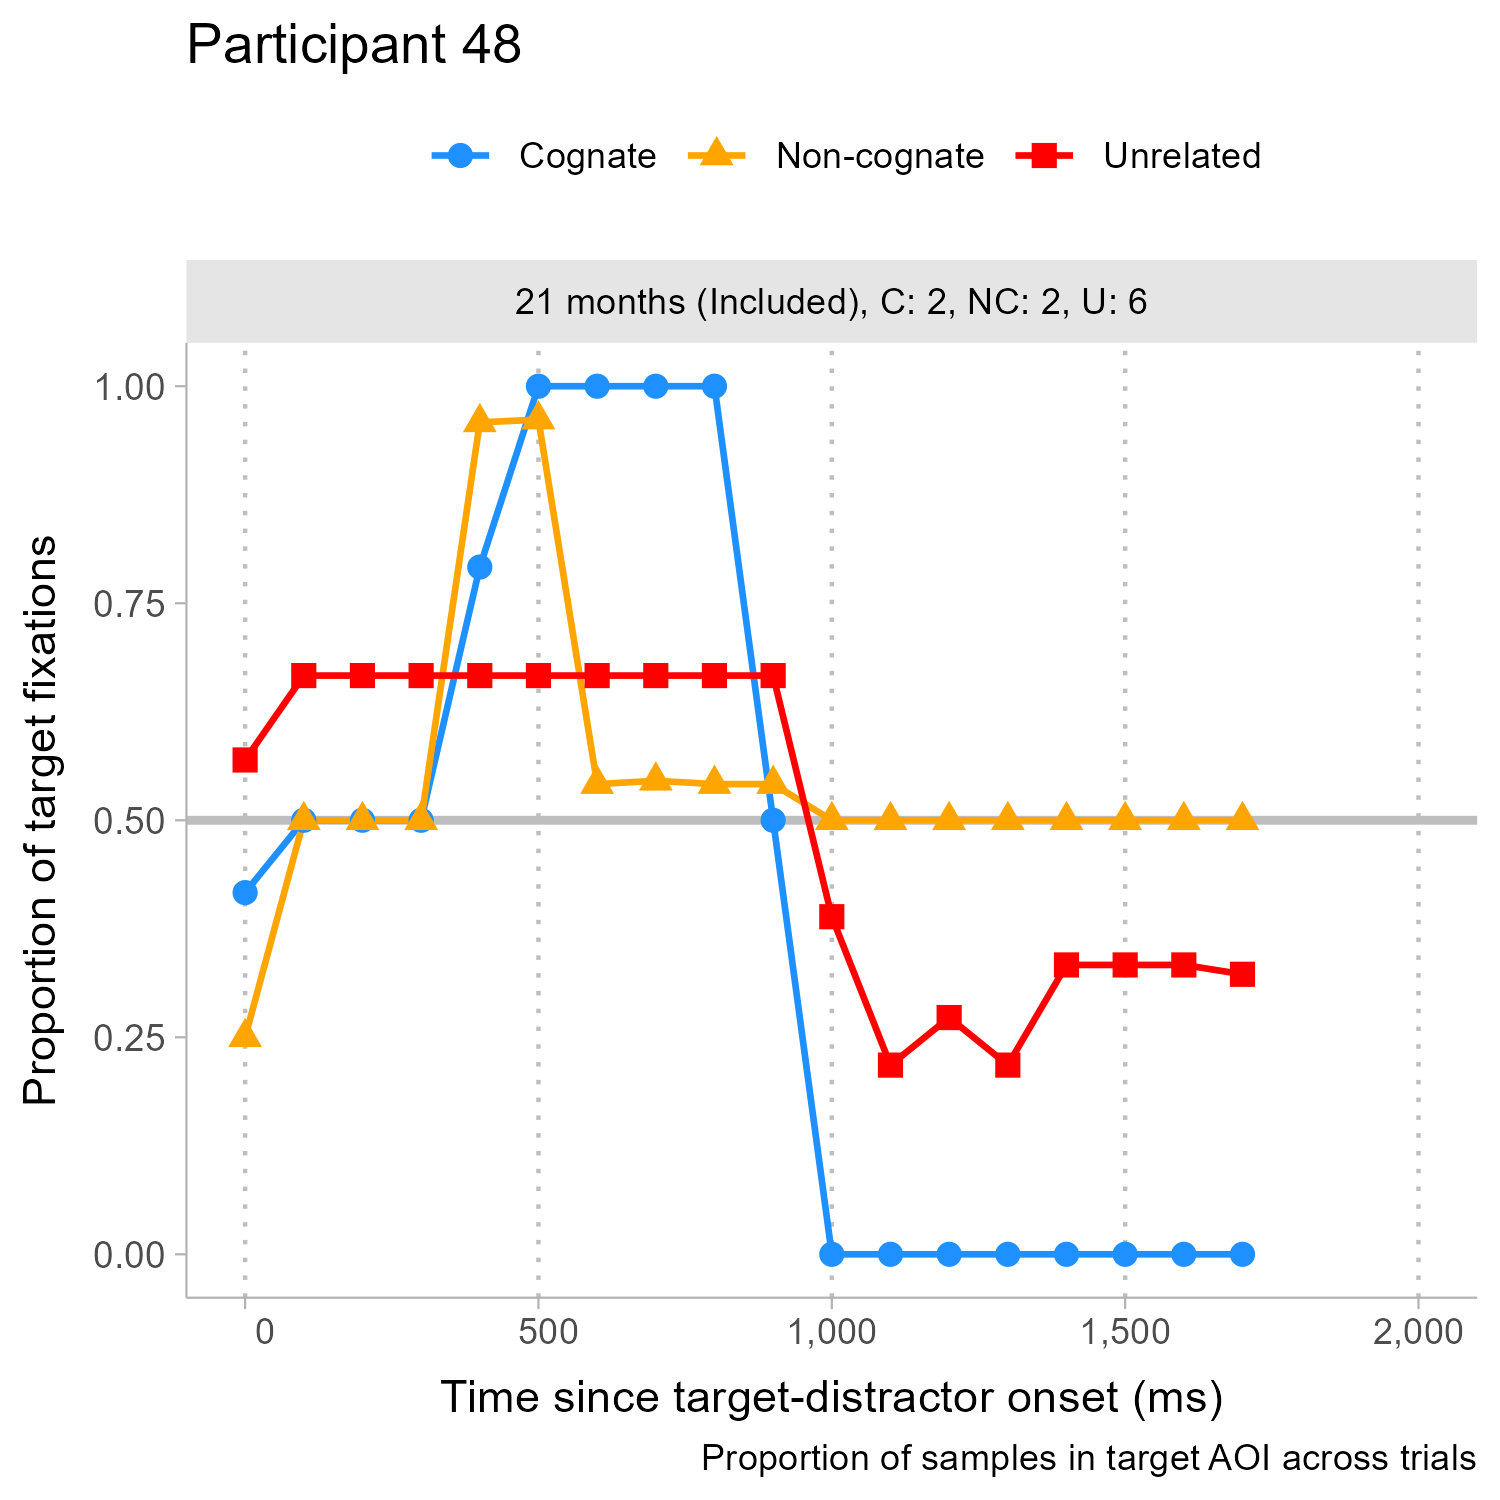 Participant 48
Cognate Non-cognate Unrelated
21 months (Included), C: 2, NC: 2, U: 6
1.00
0.75
0.50
0.25
0.00
Proportion of target fixations
0 500 1,000 1,500 2,000
Time since target-distractor onset (ms)
Proportion of samples in target AOI across trials